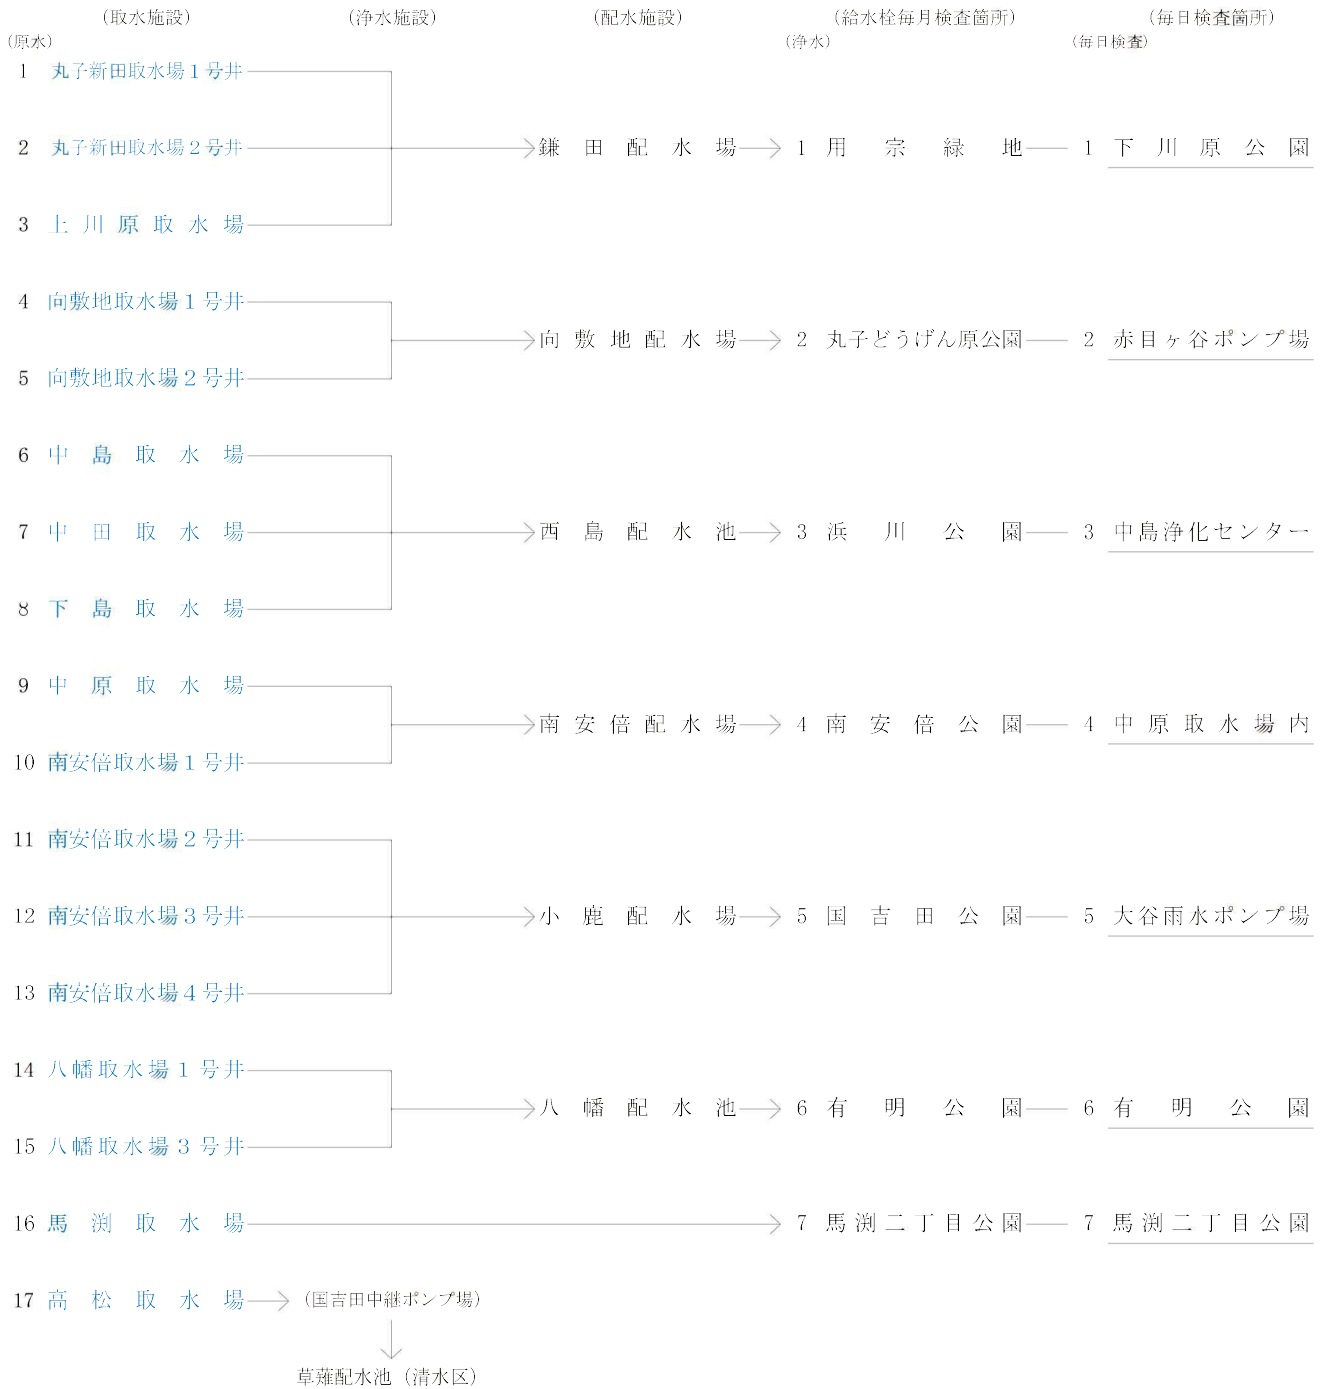 （取水施設） （浄水施設） （配水施設） （給水栓毎月検査箇所） （毎日検査箇所）
（原水） （浄水） （毎日検査）
1 丸子新田取水場１号井
2 丸子新田取水場２号井 鎌田配水場 1 用宗緑地 1 下川原公園
3 上川原取水場
4 向敷地取水場１号井
向敷地配水場 2 丸子どうげん原公園 2 赤目ヶ谷ポンプ場
5 向敷地取水場２号井
6 中島取水場
7 中田取水場 西島配水池 3 浜川公園 3 中島浄化センター
8 下島取水場
9 中原取水場
南安倍配水場 4 南安倍公園 4 中原取水場内
10 南安倍取水場１号井
11 南安倍取水場２号井
12 南安倍取水場３号井 小鹿配水場 5 国吉田公園 5 大谷雨水ポンプ場
13 南安倍取水場４号井
14 八幡取水場１号井
八幡配水池 6 有明公園 6 有明公園
15 八幡取水場３号井
16 馬渕取水場 7 馬渕二丁目公園 7 馬渕二丁目公園
17 高松取水場 （国吉田中継ポンプ場）
草薙配水池（清水区）